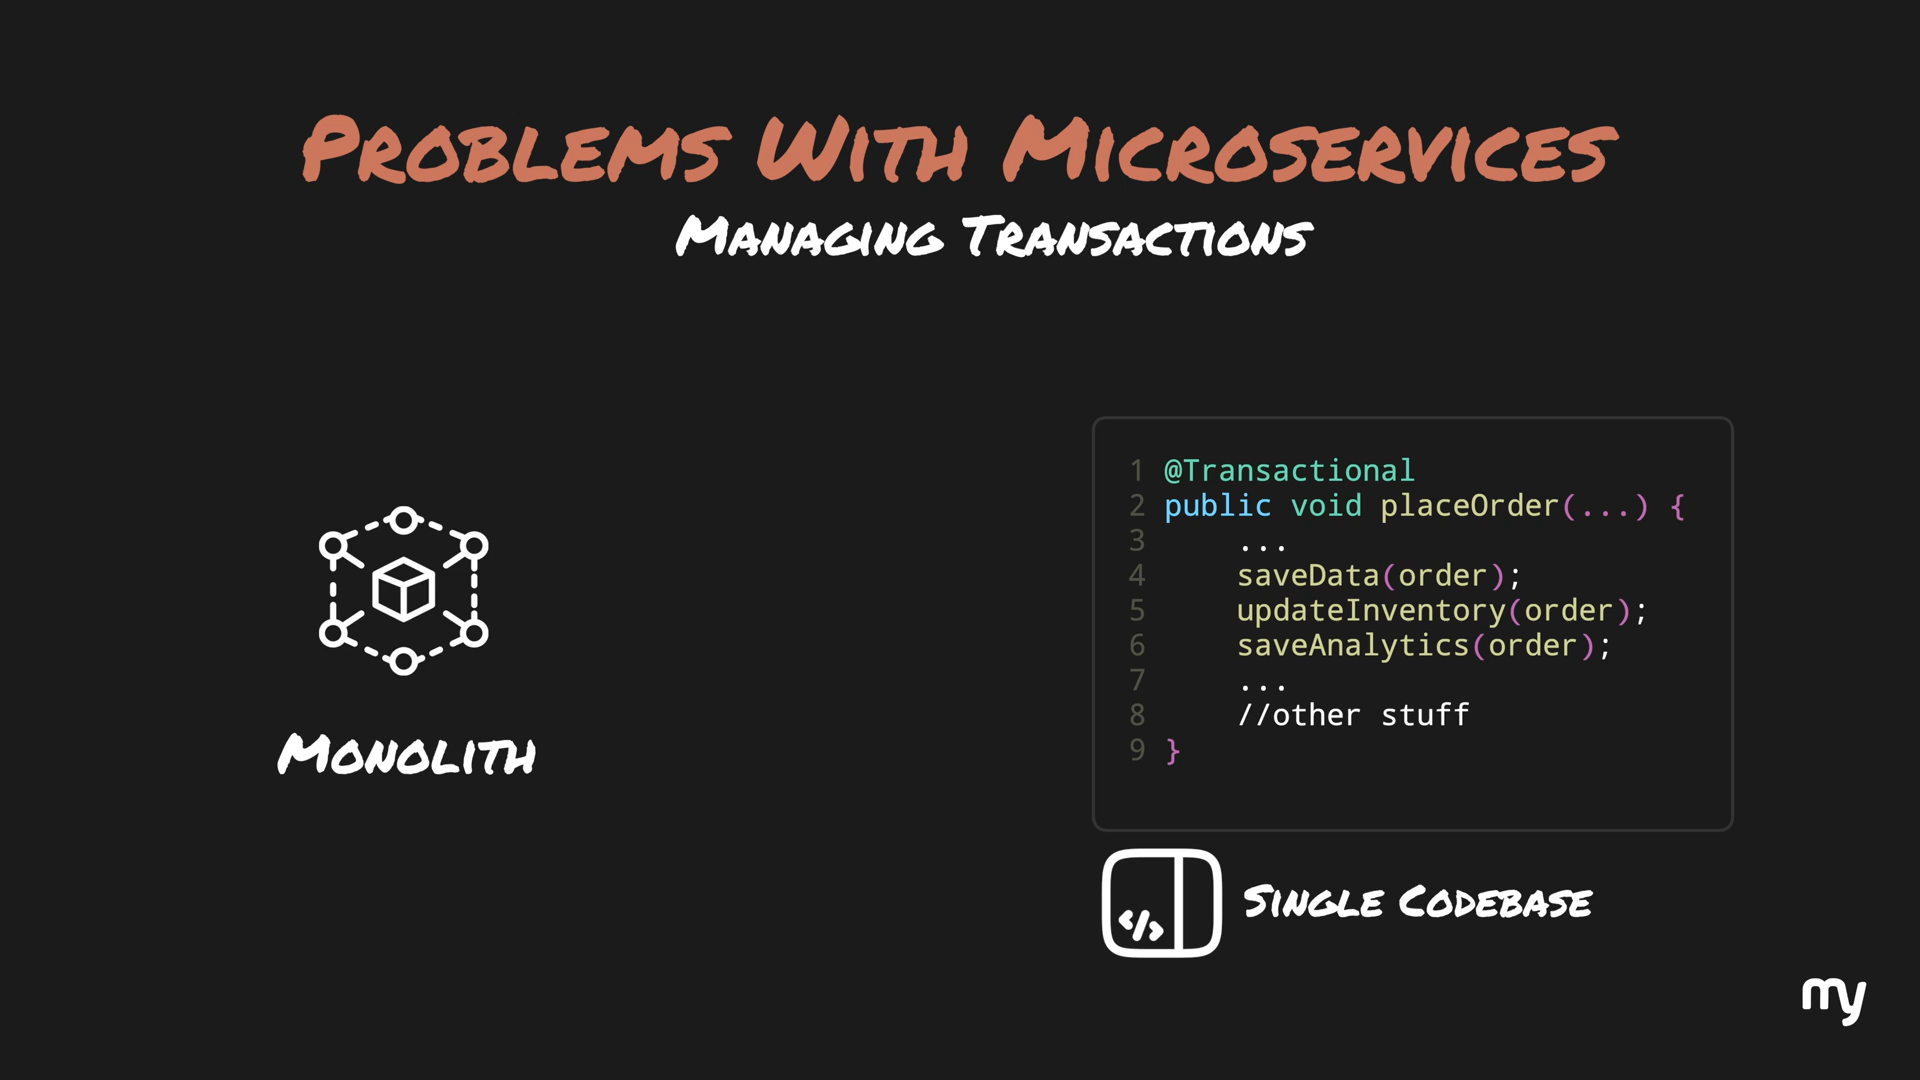 Problems With Microservices
Managing Transactions
1 @Transactional
2 public void placeOrder(...) {
3     ...
4     saveData(order);
5     updateInventory(order);
6     saveAnalytics(order);
7     ...
8     //other stuff
9 }
Monolith
</> Single Codebase
my